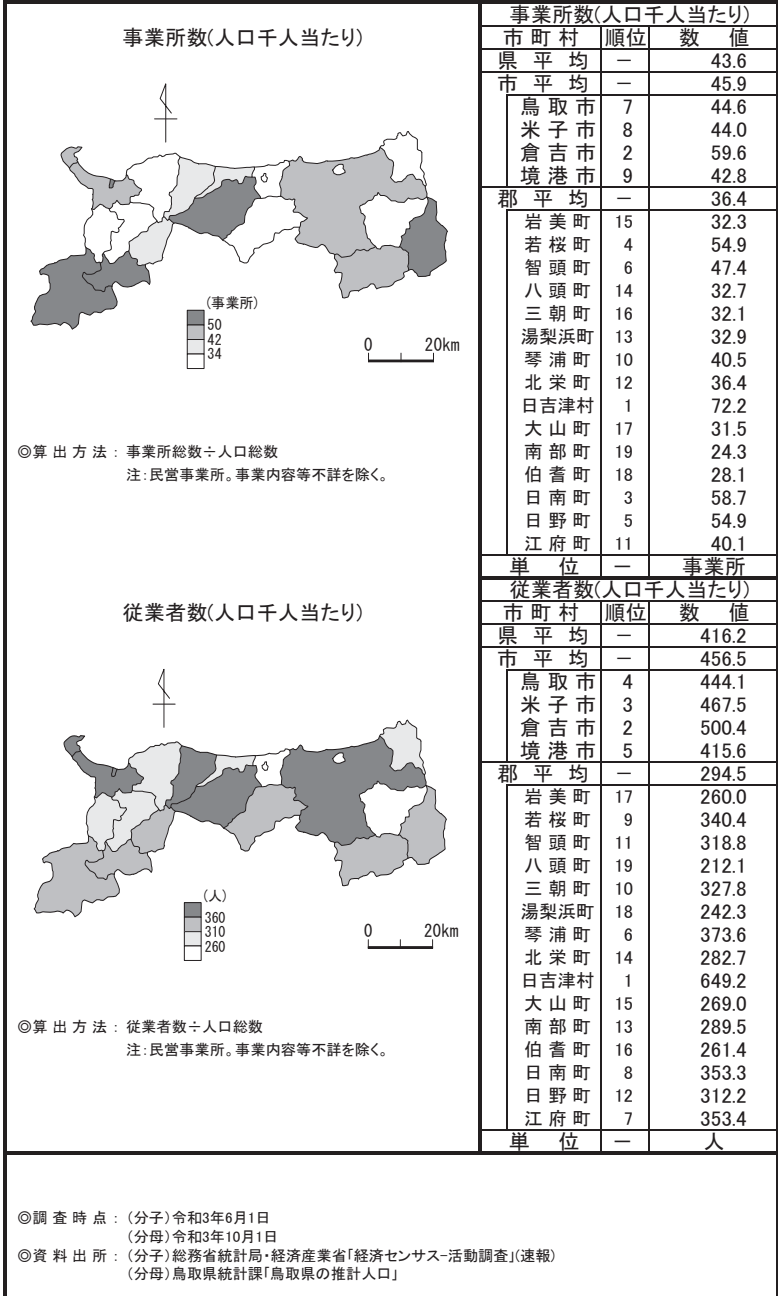 事業所数(人口千人当たり)
(事業所)
50
42
34
0 20km
◎算出方法：事業所総数÷人口総数
注:民営事業所。事業内容等不詳を除く。
事業所数(人口千人当たり)
市町村 順位 数値
県平均 － 43.6
市平均 － 45.9
鳥取市 7 44.6
米子市 8 44.0
倉吉市 2 59.6
境港市 9 42.8
郡平均 － 36.4
岩美町 15 32.3
若桜町 4 54.9
智頭町 6 47.4
八頭町 14 32.7
三朝町 16 32.1
湯梨浜町 13 32.9
琴浦町 10 40.5
北栄町 12 36.4
日吉津村 1 72.2
大山町 17 31.5
南部町 19 24.3
伯耆町 18 28.1
日南町 3 58.7
日野町 5 54.9
江府町 11 40.1
単位 － 事業所
従業者数(人口千人当たり)
(人)
360
310
260
0 20km
◎算出方法：従業者数÷人口総数
注:民営事業所。事業内容等不詳を除く。
従業者数(人口千人当たり)
市町村 順位 数値
県平均 － 416.2
市平均 － 456.5
鳥取市 4 444.1
米子市 3 467.5
倉吉市 2 500.4
境港市 5 415.6
郡平均 － 294.5
岩美町 17 260.0
若桜町 9 340.4
智頭町 11 318.8
八頭町 19 212.1
三朝町 10 327.8
湯梨浜町 18 242.3
琴浦町 6 373.6
北栄町 14 282.7
日吉津村 1 649.2
大山町 15 269.0
南部町 13 289.5
伯耆町 16 261.4
日南町 8 353.3
日野町 12 312.2
江府町 7 353.4
単位 － 人
◎調査時点：(分子)令和3年6月1日
(分母)令和3年10月1日
◎資料出所：(分子)総務省統計局・経済産業省「経済センサス-活動調査」(速報)
(分母)鳥取県統計課「鳥取県の推計人口」